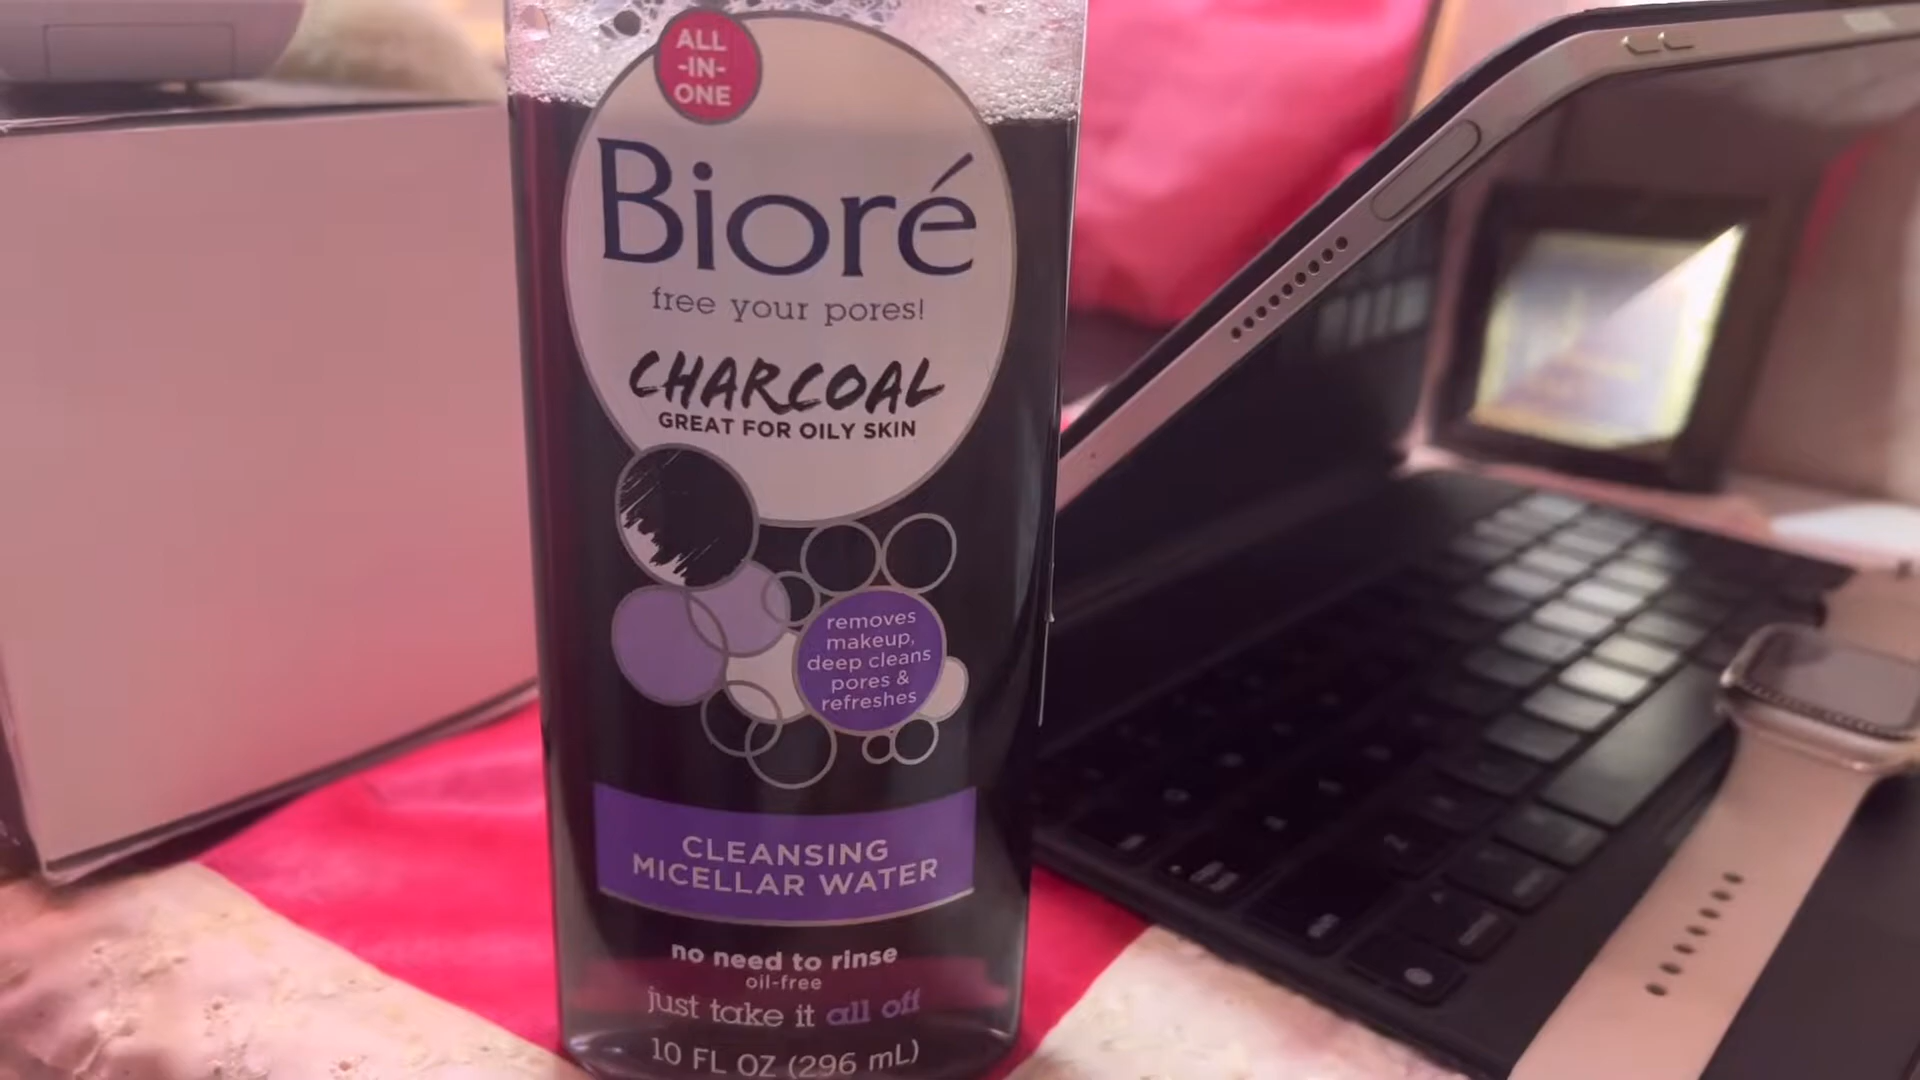 ALL
-IN-
ONE
Bioré
free your pores!
CHARCOAL
GREAT FOR OILY SKIN
removes
makeup,
deep cleans
pores &
refreshes
CLEANSING
MICELLAR WATER
no need to rinse
oil-free
just take it all off
10 FL OZ (296 mL)